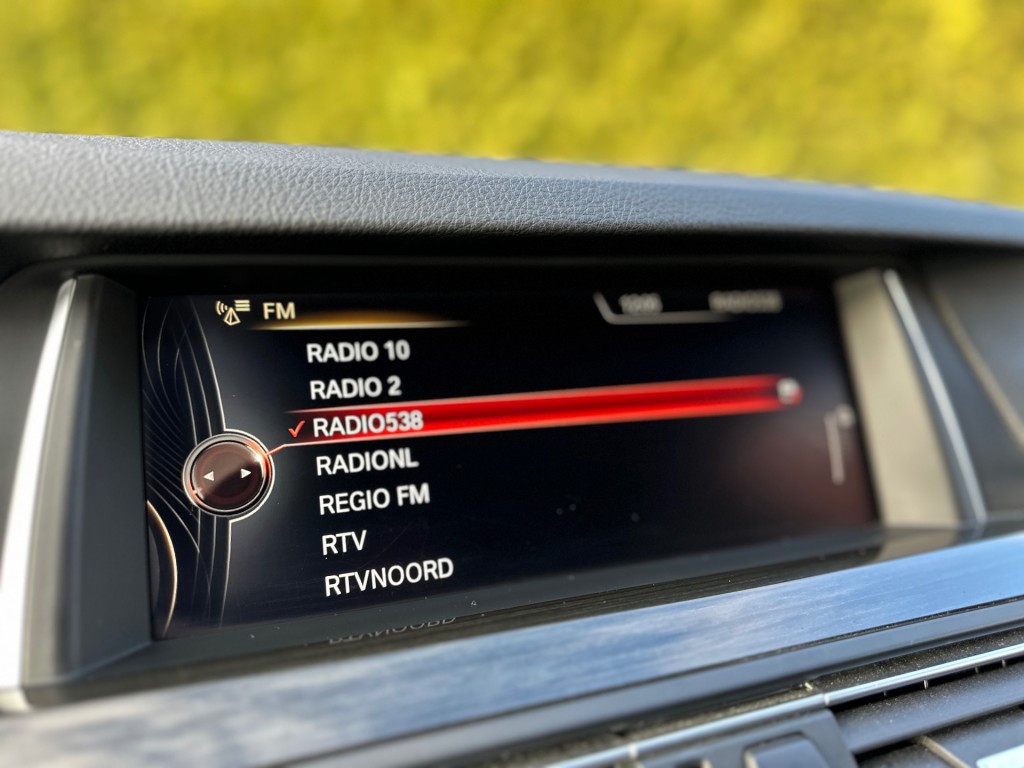 FM
RADIO 10
RADIO 2
RADIO538
RADIONL
REGIO FM
RTV
RTVNOORD